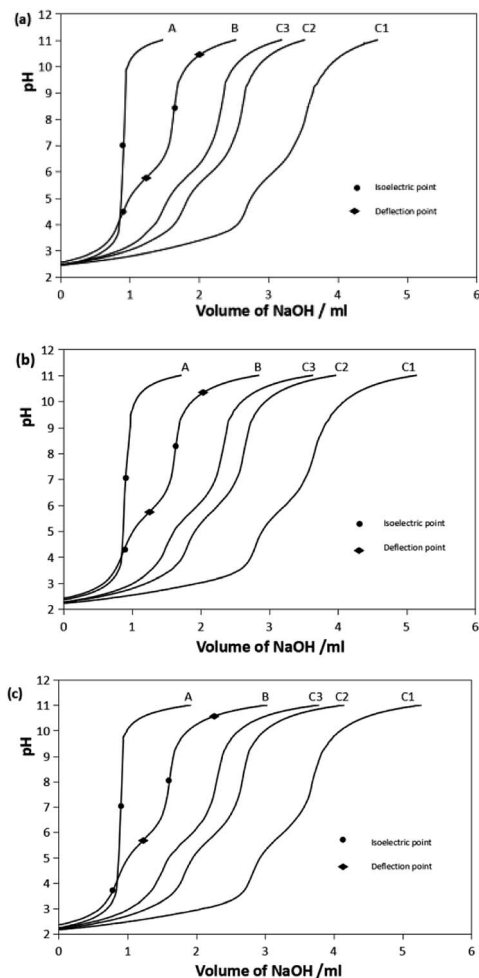 (a)
12
11
10
9
8
7
6
5
4
3
2
pH
A B C3 C2 C1
Isoelectric point
Deflection point
0 1 2 3 4 5 6
Volume of NaOH / ml
(b)
12
11
10
9
8
7
6
5
4
3
2
pH
A B C3 C2 C1
Isoelectric point
Deflection point
0 1 2 3 4 5 6
Volume of NaOH / ml
(c)
12
11
10
9
8
7
6
5
4
3
2
pH
A B C3 C2 C1
Isoelectric point
Deflection point
0 1 2 3 4 5 6
Volume of NaOH / ml